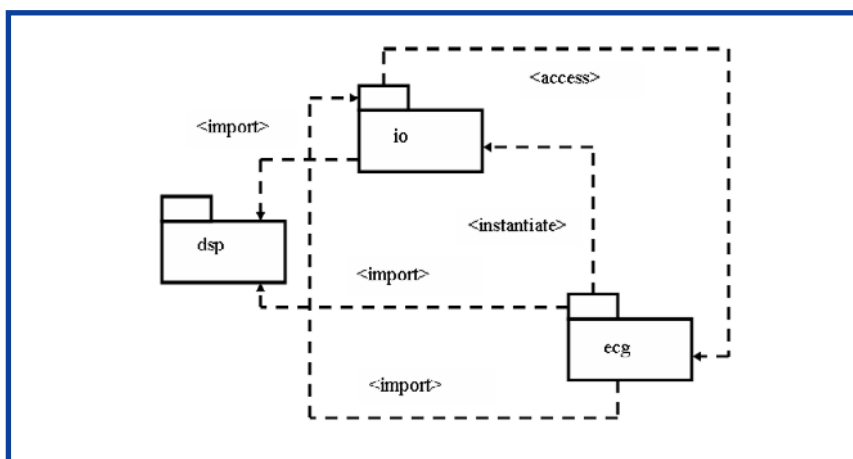 <access>
<import>
io
<instantiate>
dsp
<import>
ecg
<import>